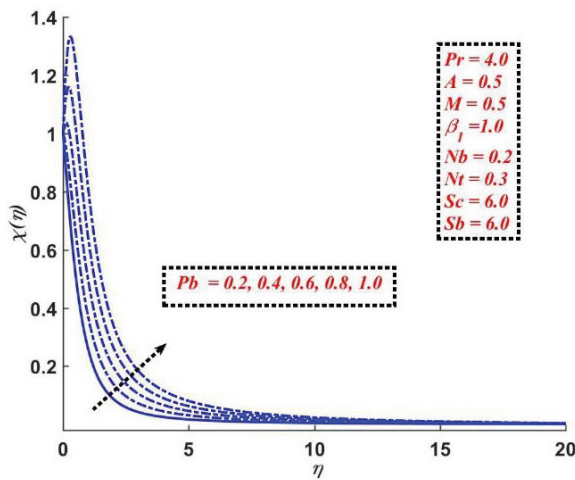 1.4
1.2
1
0.8
0.6
0.4
0.2
χ(η)
0
5
10
15
20
η
Pr = 4.0
A = 0.5
M = 0.5
β₁ =1.0
Nb = 0.2
Nt = 0.3
Sc = 6.0
Sb = 6.0
Pb = 0.2, 0.4, 0.6, 0.8, 1.0